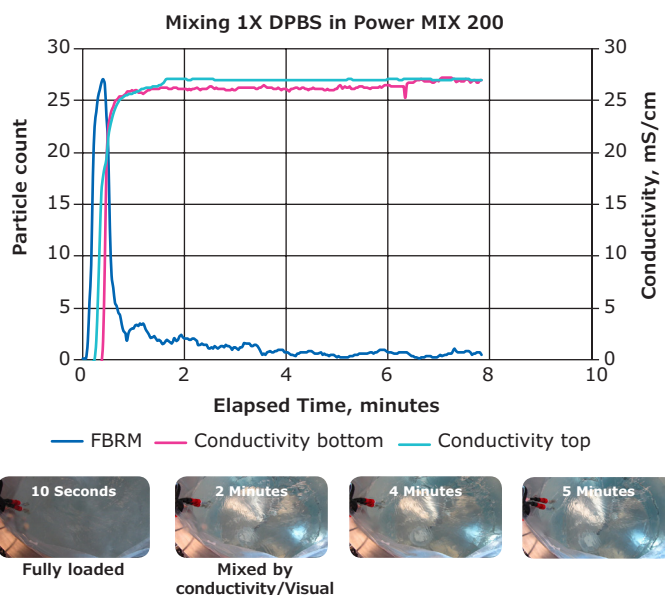 Mixing 1X DPBS in Power MIX 200
30
25
20
15
10
5
0
Particle count
30
25
20
15
10
5
0
Conductivity, mS/cm
0 2 4 6 8 10
Elapsed Time, minutes
FBRM Conductivity bottom Conductivity top
10 Seconds 2 Minutes 4 Minutes 5 Minutes
Fully loaded Mixed by
conductivity/Visual